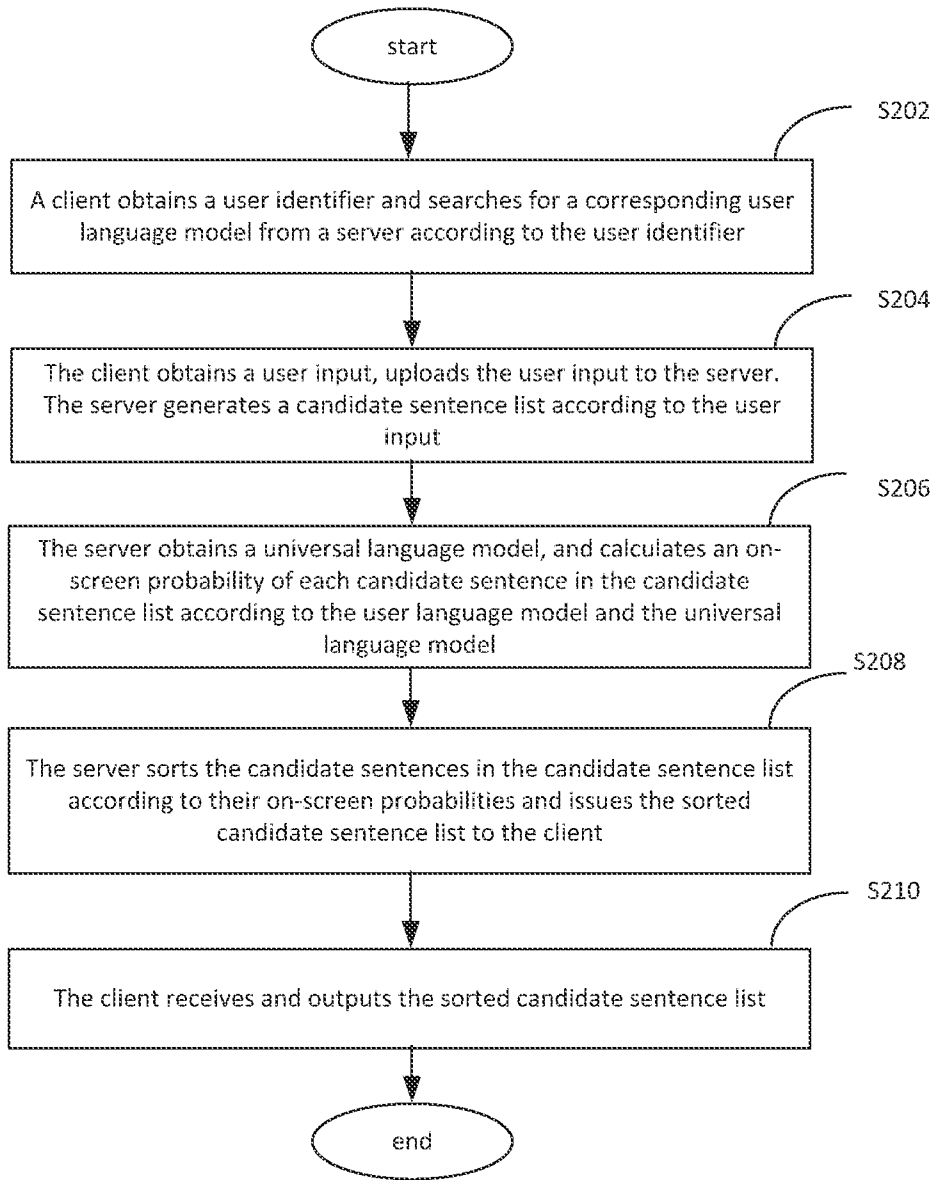 start
S202
A client obtains a user identifier and searches for a corresponding user
language model from a server according to the user identifier
S204
The client obtains a user input, uploads the user input to the server.
The server generates a candidate sentence list according to the user
input
S206
The server obtains a universal language model, and calculates an on-
screen probability of each candidate sentence in the candidate
sentence list according to the user language model and the universal
language model
S208
The server sorts the candidate sentences in the candidate sentence list
according to their on-screen probabilities and issues the sorted
candidate sentence list to the client
S210
The client receives and outputs the sorted candidate sentence list
end